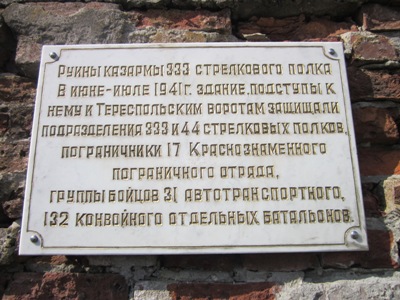 Руины казармы 333 стрелкового полка
В июне-июле 1941г. здание, подступы к
нему и Тереспольским воротам защищали
подразделения 333 и 44 стрелковых полков,
пограничники 17 Краснознаменного
пограничного отряда,
группы бойцов 31 автотранспортного,
132 конвойного отдельных батальонов.